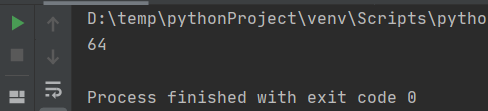 D:\temp\pythonProject\venv\Scripts\pytho
64
Process finished with exit code 0